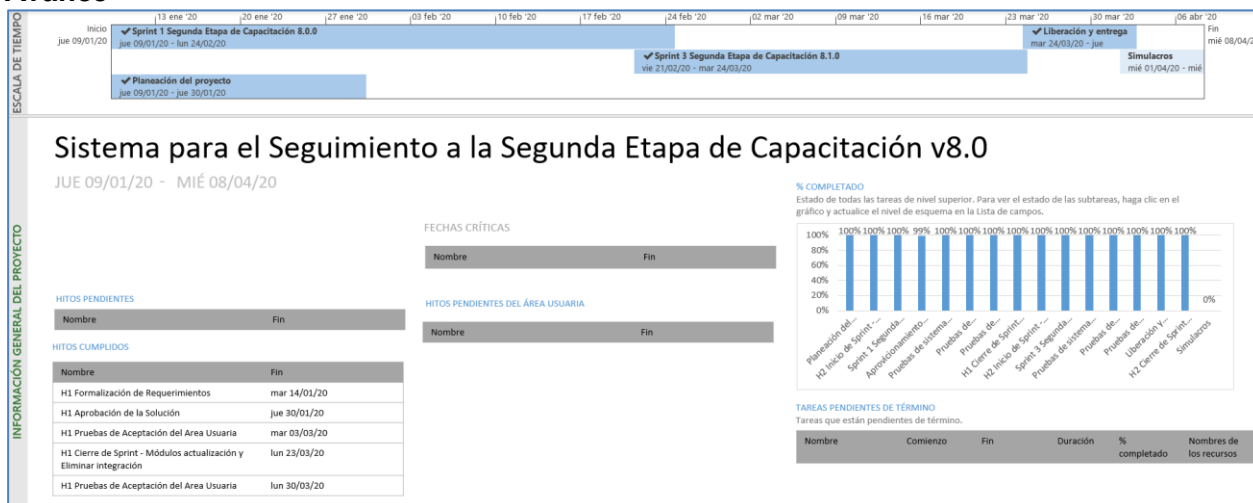 13 ene '20 20 ene '20 27 ene '20 03 feb '20 10 feb '20 17 feb '20 24 feb '20 02 mar '20 09 mar '20 16 mar '20 23 mar '20 30 mar '20 06 abr '20
ESCALA DE TIEMPO
Inicio
jue 09/01/20
✔Sprint 1 Segunda Etapa de Capacitación 8.0.0
jue 09/01/20 - lun 24/02/20
✔Liberación y entrega
mar 24/03/20 - jue
Fin
mié 08/04/2
✔Sprint 3 Segunda Etapa de Capacitación 8.1.0
vie 21/02/20 - mar 24/03/20
Simulacros
mié 01/04/20 - mié
✔Planeación del proyecto
jue 09/01/20 - jue 30/01/20
INFORMACIÓN GENERAL DEL PROYECTO
Sistema para el Seguimiento a la Segunda Etapa de Capacitación v8.0
JUE 09/01/20 - MIÉ 08/04/20
HITOS PENDIENTES
Nombre Fin
HITOS CUMPLIDOS
Nombre Fin
H1 Formalización de Requerimientos mar 14/01/20
H1 Aprobación de la Solución jue 30/01/20
H1 Pruebas de Aceptación del Area Usuaria mar 03/03/20
H1 Cierre de Sprint - Módulos actualización y lun 23/03/20
Eliminar integración
H1 Pruebas de Aceptación del Area Usuaria lun 30/03/20
FECHAS CRÍTICAS
Nombre Fin
HITOS PENDIENTES DEL ÁREA USUARIA
Nombre Fin
% COMPLETADO
Estado de todas las tareas de nivel superior. Para ver el estado de las subtareas, haga clic en el
gráfico y actualice el nivel de esquema en la Lista de campos.
100% 80% 60% 40% 20% 0%
100% 100% 100% 99% 100% 100% 100% 100% 100% 100% 100% 100% 100% 100% 100% 0%
Planeación del...
H2 Inicio de Sprint -...
Sprint 1 Segunda...
Aprovicionamiento...
Pruebas de sistema...
Pruebas de...
Pruebas de...
H1 Cierre de Sprint...
H2 Inicio de Sprint -...
Sprint 3 Segunda...
Pruebas de sistema...
Pruebas de...
Pruebas de...
Liberación y...
H2 Cierre de Sprint...
Simulacros
TAREAS PENDIENTES DE TÉRMINO
Tareas que están pendientes de término.
Nombre Comienzo Fin Duración % completado Nombres de los recursos